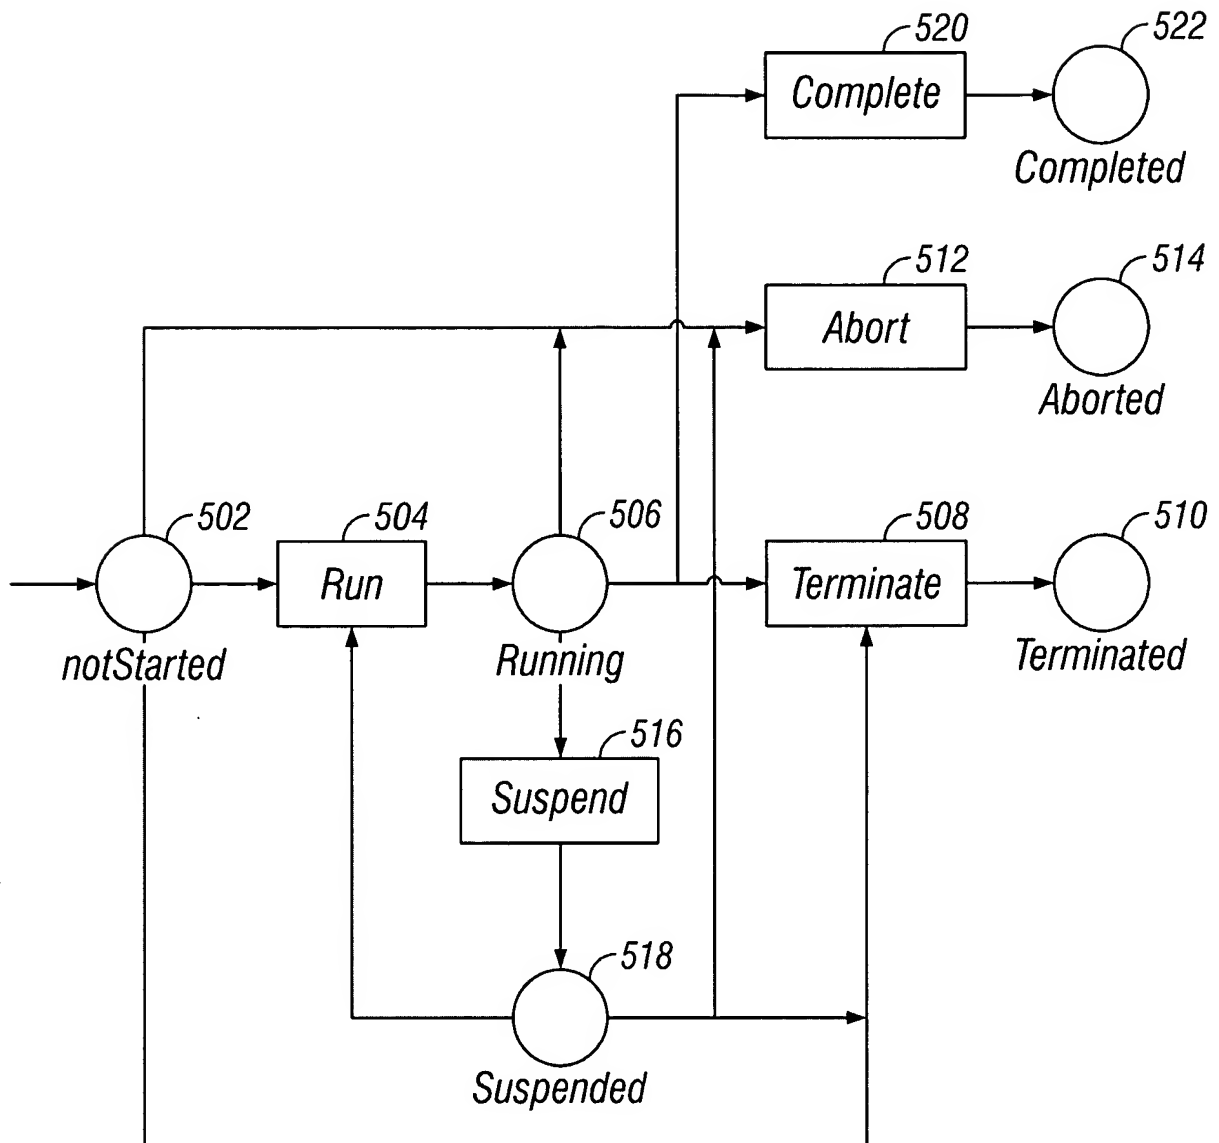 520
522
Complete
Completed
512
514
Abort
Aborted
502
504
506
508
510
Run
Terminate
notStarted
Running
Terminated
516
Suspend
518
Suspended